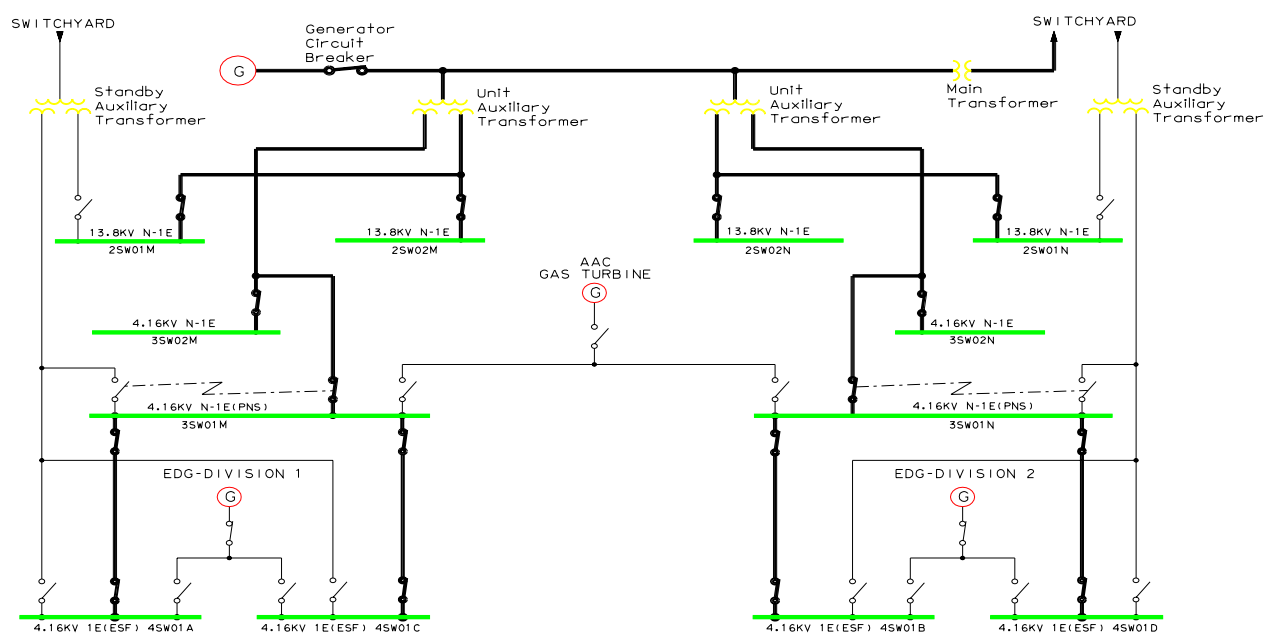 SWITCHYARD
SWITCHYARD
Generator
Circuit
Breaker
G
Standby
Auxiliary
Transformer
Unit
Auxiliary
Transformer
Unit
Auxiliary
Transformer
Main
Transformer
Standby
Auxiliary
Transformer
13.8KV N-1E
2SW01M
13.8KV N-1E
2SW02M
13.8KV N-1E
2SW02N
13.8KV N-1E
2SW01N
AAC
GAS TURBINE
G
4.16KV N-1E
3SW02M
4.16KV N-1E
3SW02N
4.16KV N-1E(PNS)
3SW01M
4.16KV N-1E(PNS)
3SW01N
EDG-DIVISION 1
G
EDG-DIVISION 2
G
4.16KV 1E(ESF) 4SW01A
4.16KV 1E(ESF) 4SW01C
4.16KV 1E(ESF) 4SW01B
4.16KV 1E(ESF) 4SW01D